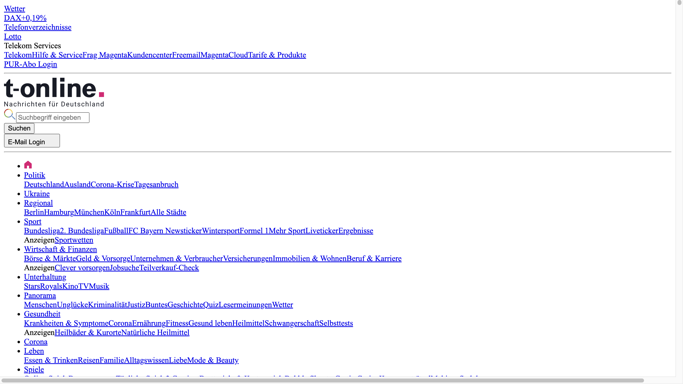 Wetter
DAX+0,19%
Telefonverzeichnisse
Lotto
Telekom Services
TelekomHilfe & ServiceFrag MagentaKundencenterFreemailMagentaCloudTarife & Produkte
PUR-Abo Login
t-online.
Nachrichten für Deutschland
Suchbegriff eingeben
Suchen
E-Mail Login
Politik
DeutschlandAuslandCorona-KriseTagesanbruch
Ukraine
Regional
BerlinHamburgMünchenKölnFrankfurtAlle Städte
Sport
Bundesliga2. BundesligaFußballFC Bayern NewstickerWintersportFormel 1Mehr SportLivetickerErgebnisse
AnzeigenSportwetten
Wirtschaft & Finanzen
Börse & MärkteGeld & VorsorgeUnternehmen & VerbraucherVersicherungenImmobilien & WohnenBeruf & Karriere
AnzeigenClever vorsorgenJobsucheTeilverkauf-Check
Unterhaltung
StarsRoyalsKinoTVMusik
Panorama
MenschenUnglückeKriminalitätJustizBuntesGeschichteQuizLesermeinungenWetter
Gesundheit
Krankheiten & SymptomeCoronaErnährungFitnessGesund lebenHeilmittelSchwangerschaftSelbsttests
AnzeigenHeilbäder & KurorteNatürliche Heilmittel
Corona
Leben
Essen & TrinkenReisenFamilieAlltagswissenLiebeMode & Beauty
Spiele